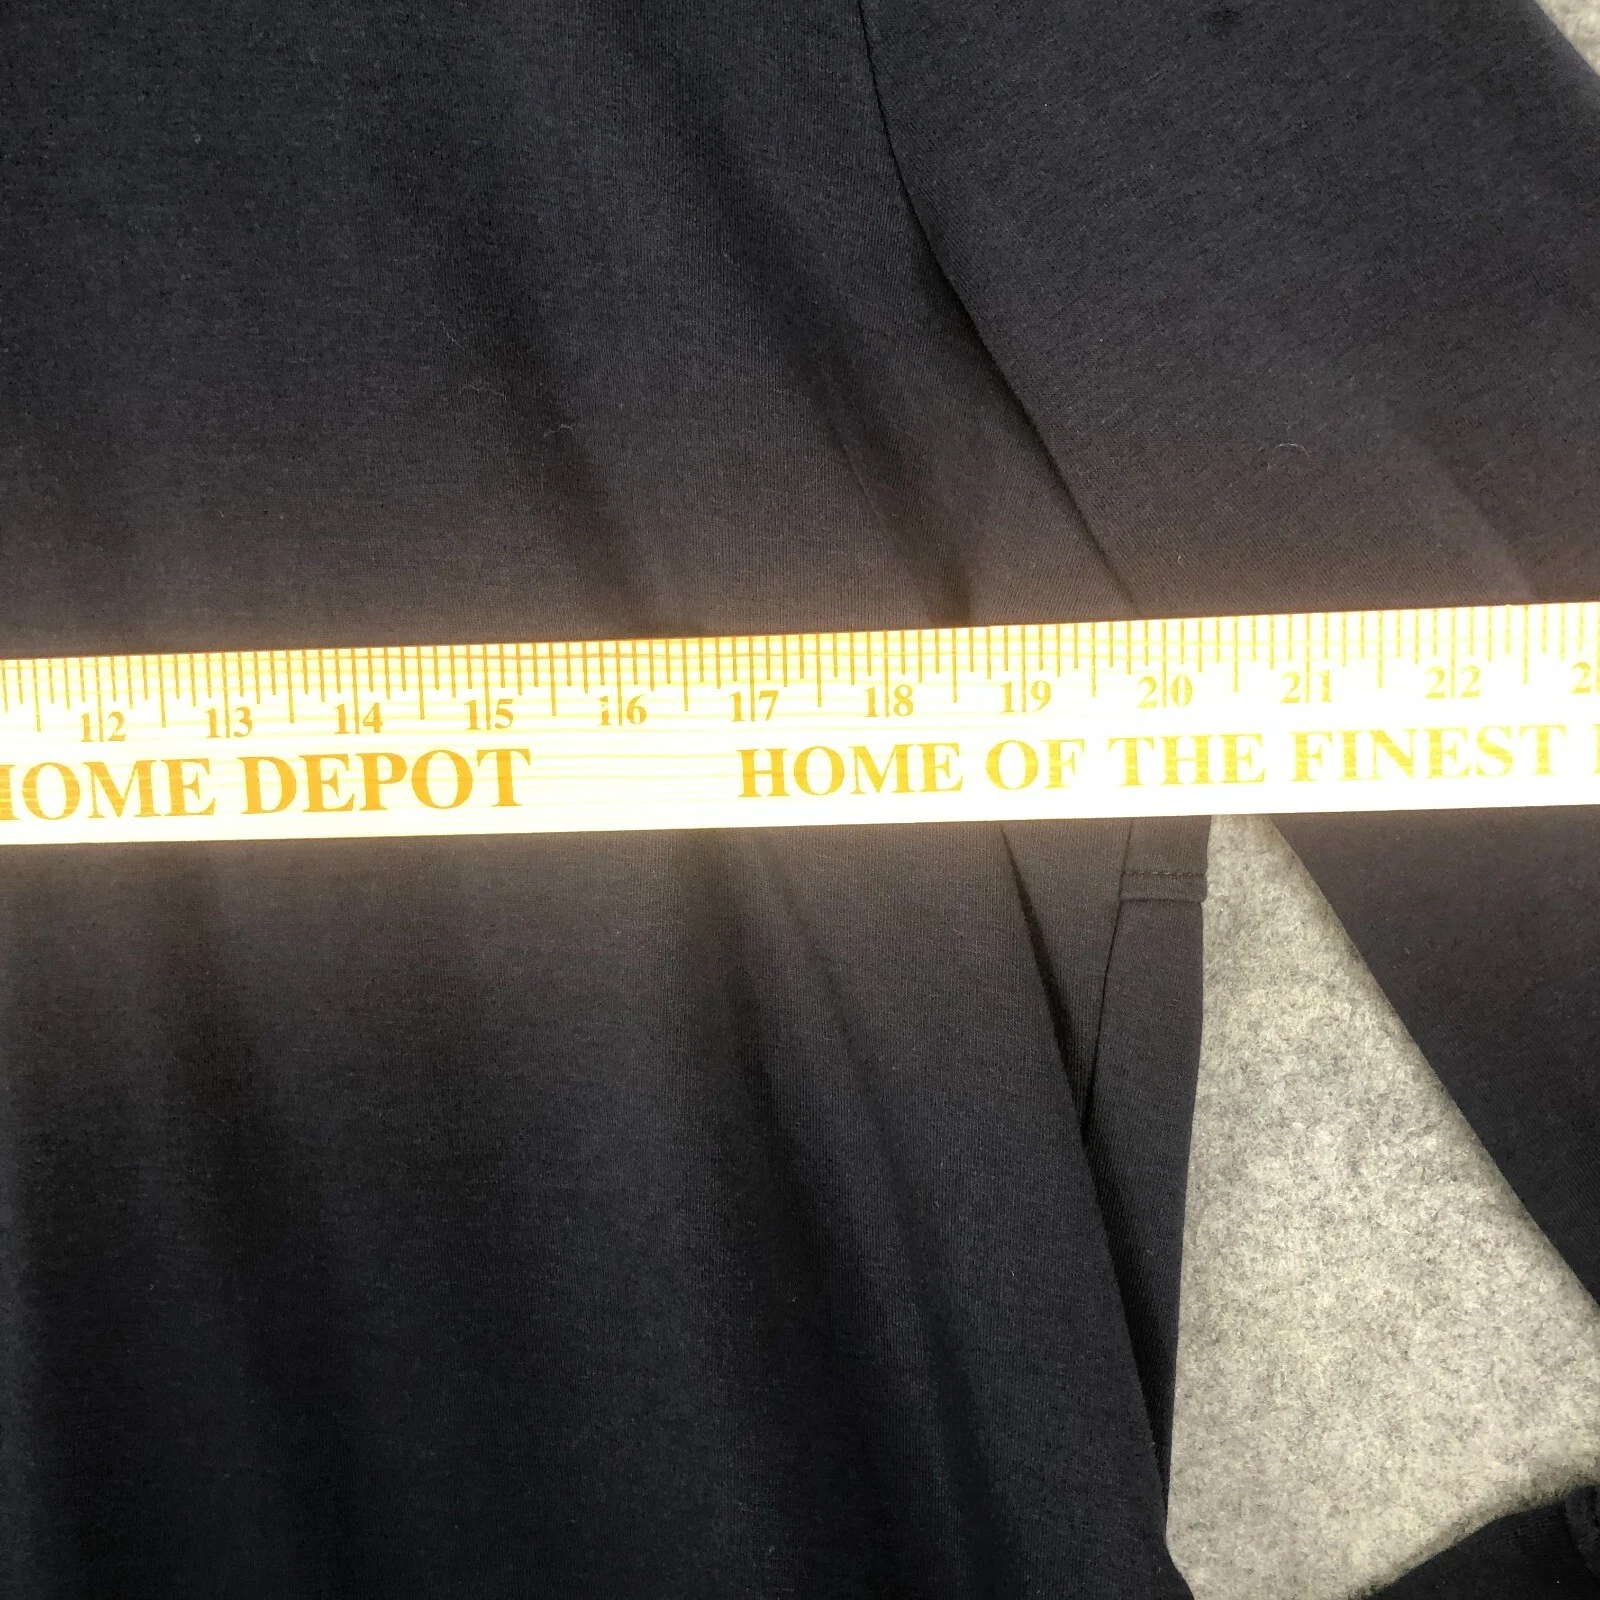 12 13 14 15 16 17 18 19 20 21 22
HOME DEPOT HOME OF THE FINEST